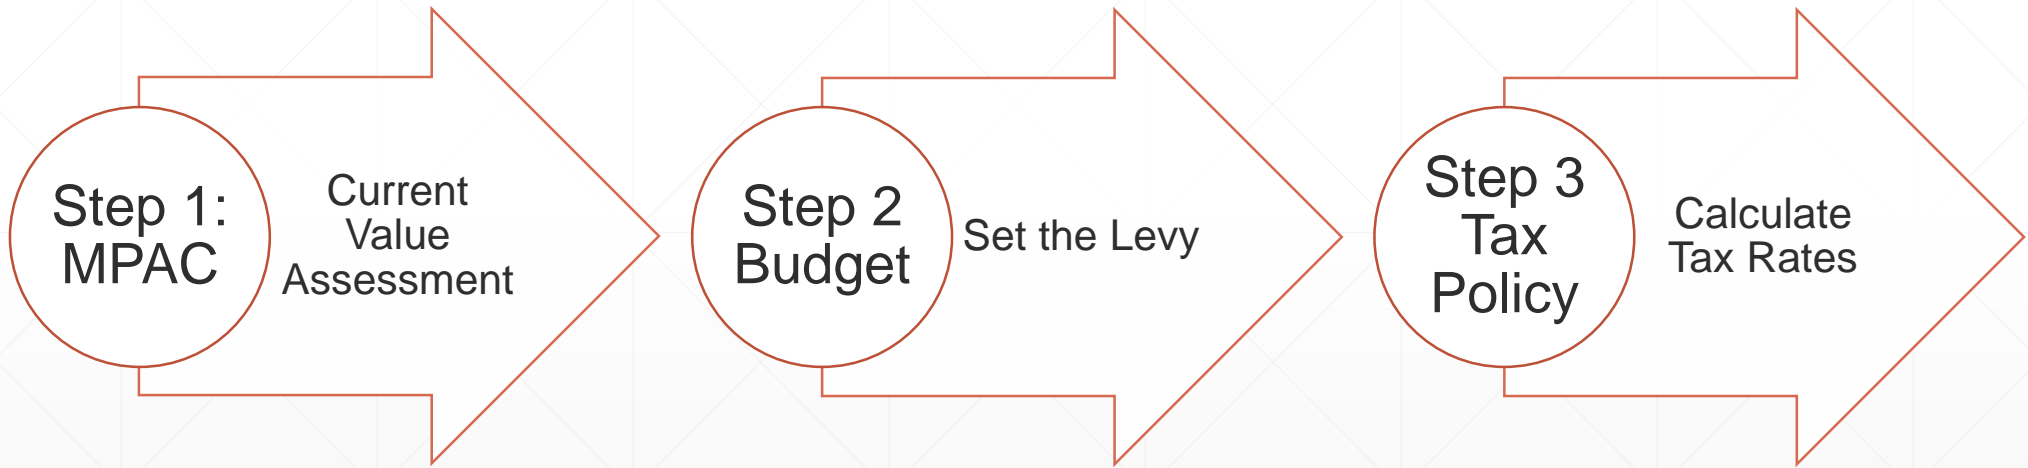 Step 1:
MPAC
Current
Value
Assessment
Step 2
Budget
Set the Levy
Step 3
Tax
Policy
Calculate
Tax Rates